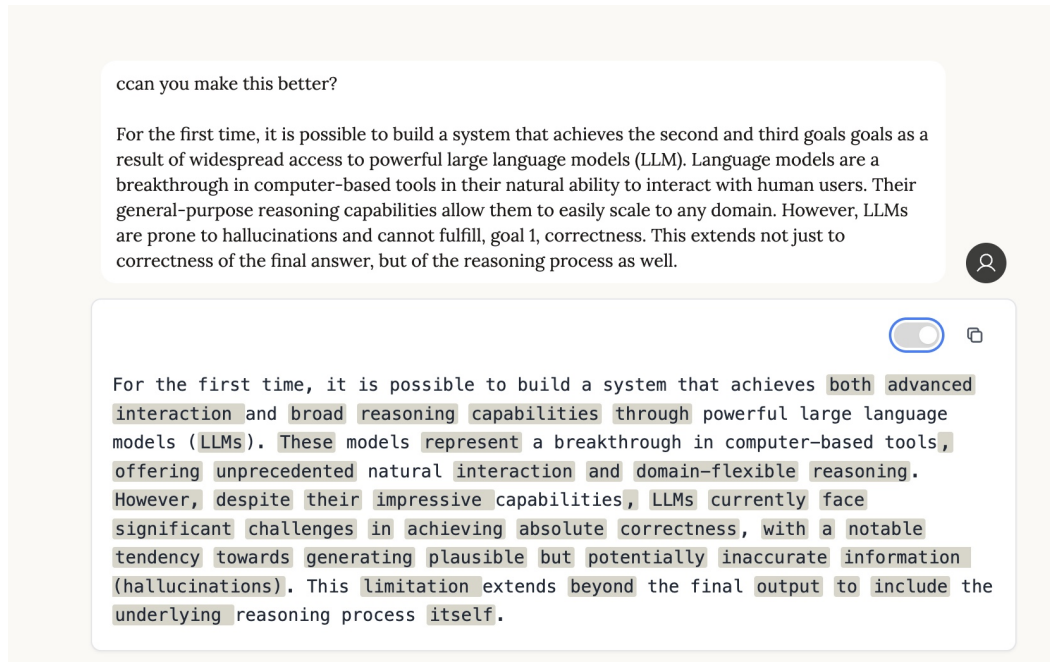 ccan you make this better?
For the first time, it is possible to build a system that achieves the second and third goals goals as a
result of widespread access to powerful large language models (LLM). Language models are a
breakthrough in computer-based tools in their natural ability to interact with human users. Their
general-purpose reasoning capabilities allow them to easily scale to any domain. However, LLMs
are prone to hallucinations and cannot fulfill, goal 1, correctness. This extends not just to
correctness of the final answer, but of the reasoning process as well.
For the first time, it is possible to build a system that achieves both advanced
interaction and broad reasoning capabilities through powerful large language
models (LLMs). These models represent a breakthrough in computer-based tools,
offering unprecedented natural interaction and domain-flexible reasoning.
However, despite their impressive capabilities, LLMs currently face
significant challenges in achieving absolute correctness, with a notable
tendency towards generating plausible but potentially inaccurate information
(hallucinations). This limitation extends beyond the final output to include the
underlying reasoning process itself.